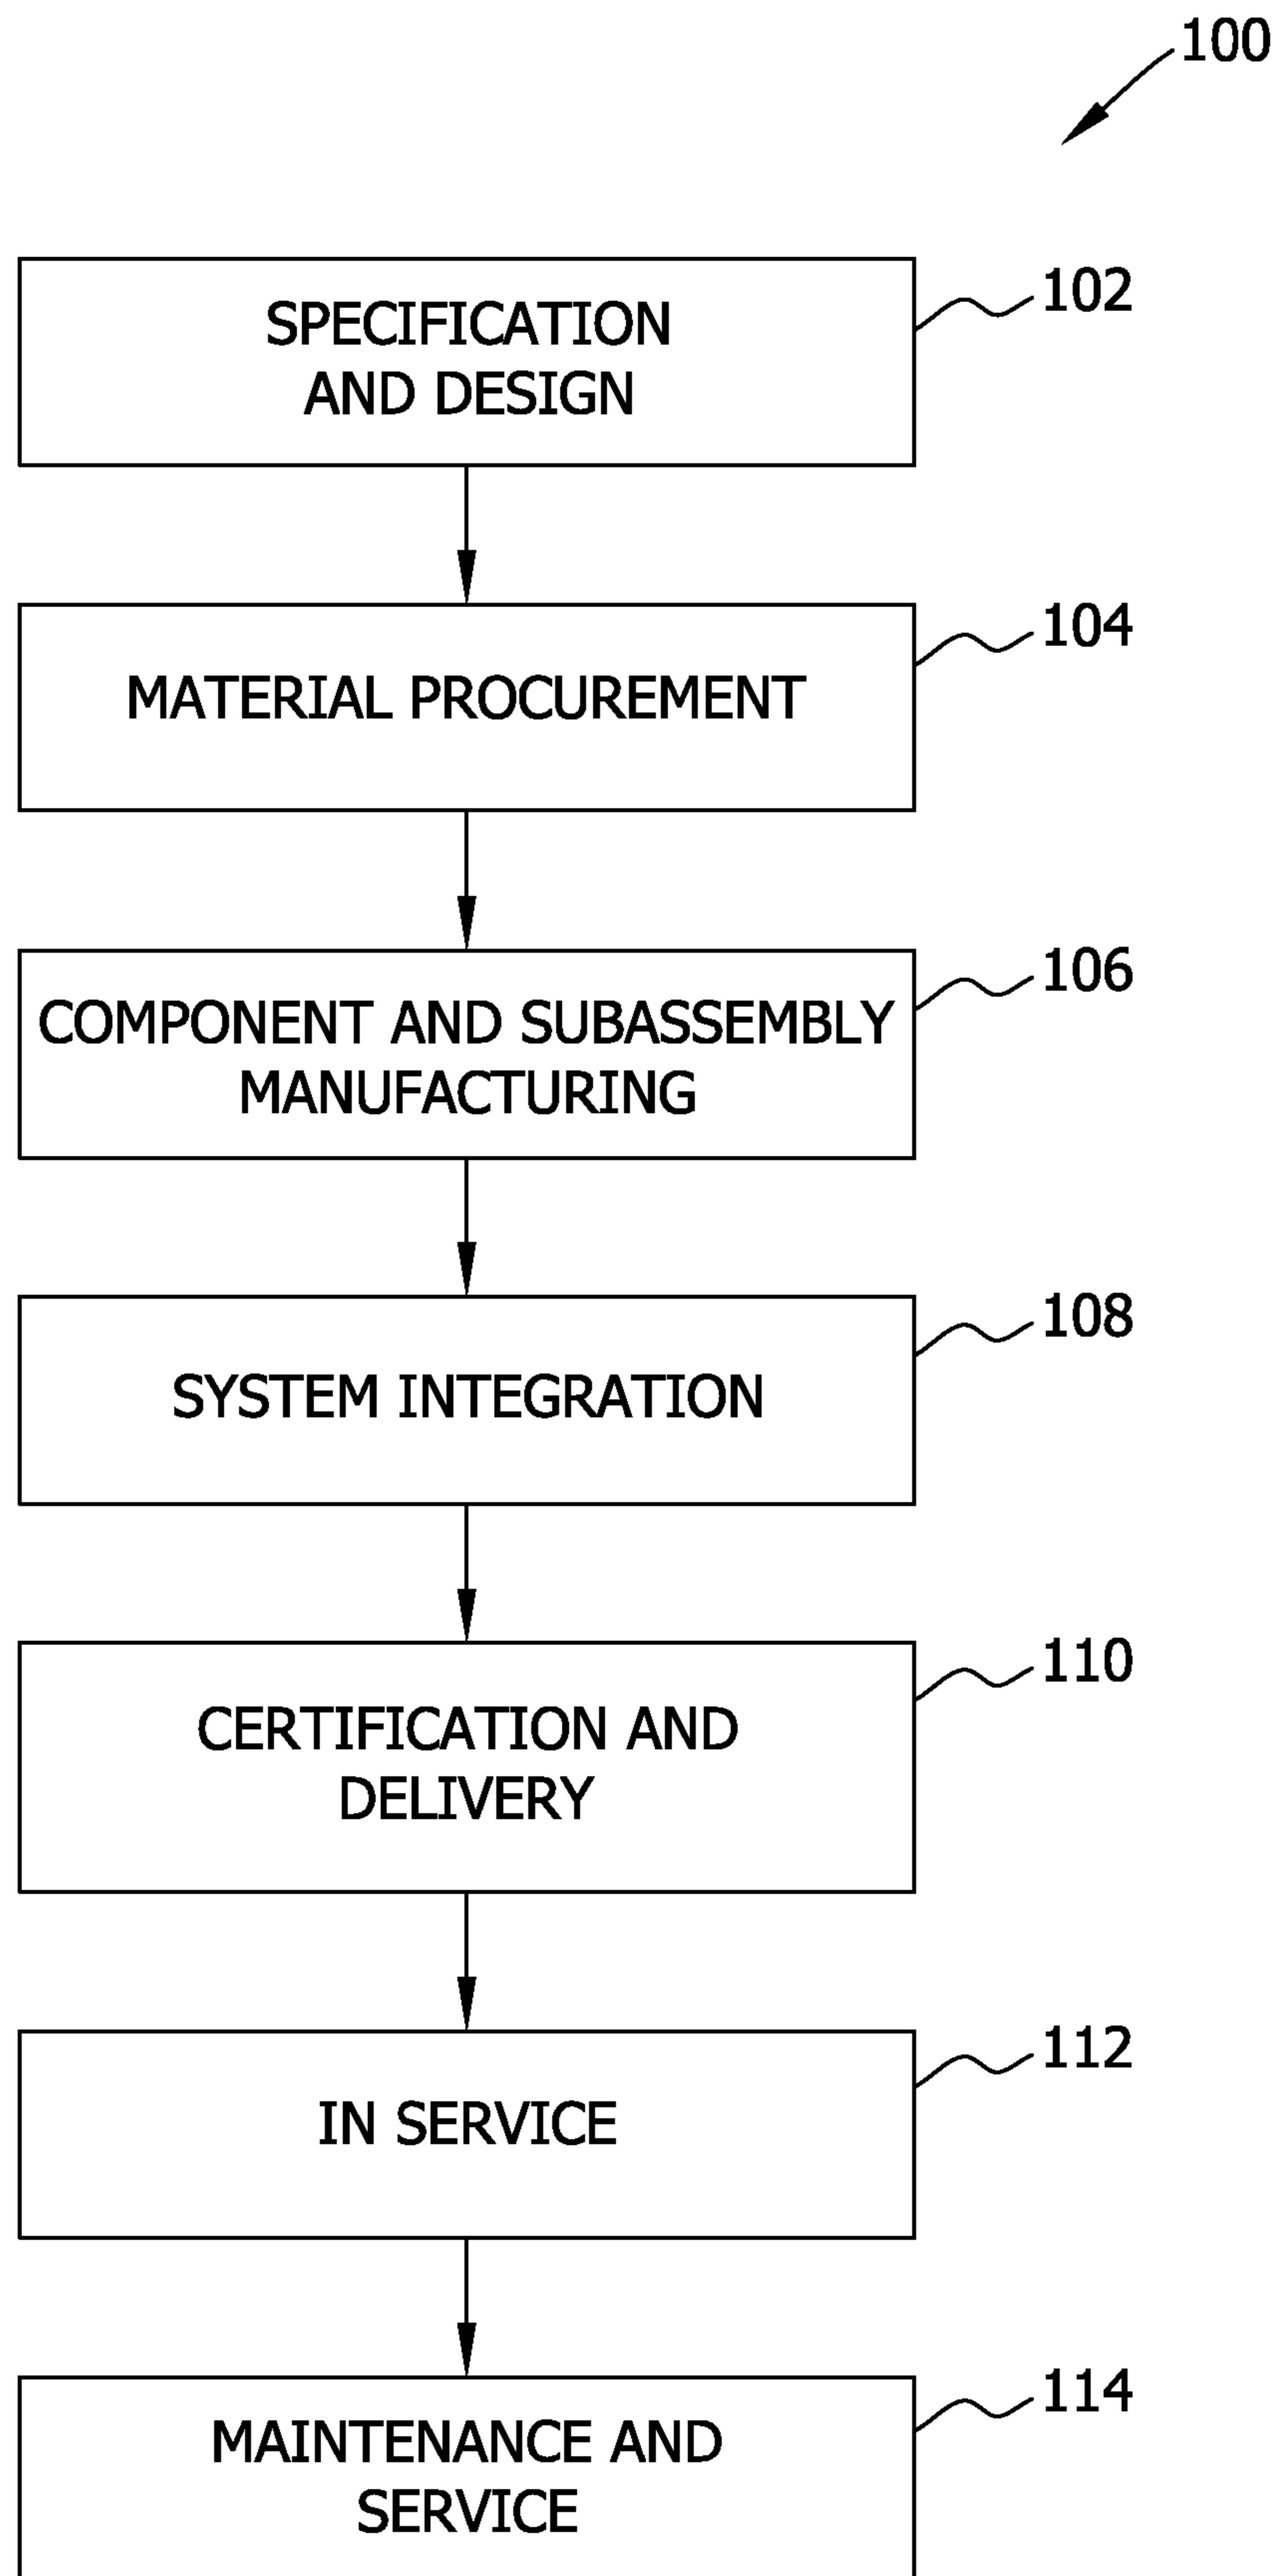 100
SPECIFICATION
AND DESIGN
102
MATERIAL PROCUREMENT
104
COMPONENT AND SUBASSEMBLY
MANUFACTURING
106
SYSTEM INTEGRATION
108
CERTIFICATION AND
DELIVERY
110
IN SERVICE
112
MAINTENANCE AND
SERVICE
114